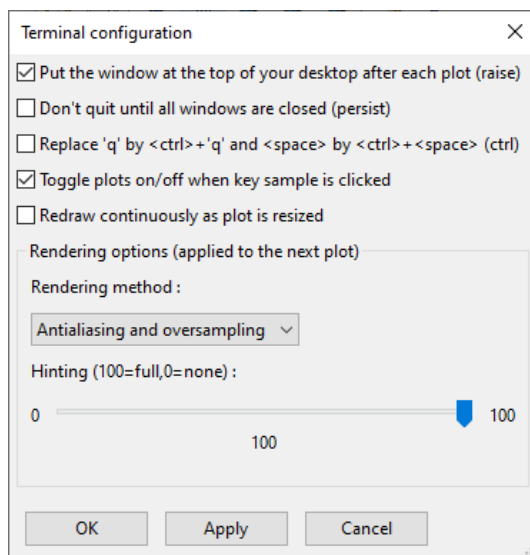 Terminal configuration
Put the window at the top of your desktop after each plot (raise)
Don't quit until all windows are closed (persist)
Replace 'q' by <ctrl>+'q' and <space> by <ctrl>+<space> (ctrl)
Toggle plots on/off when key sample is clicked
Redraw continuously as plot is resized
Rendering options (applied to the next plot)
Rendering method :
Antialiasing and oversampling
Hinting (100=full,0=none) :
0 100
100
OK Apply Cancel